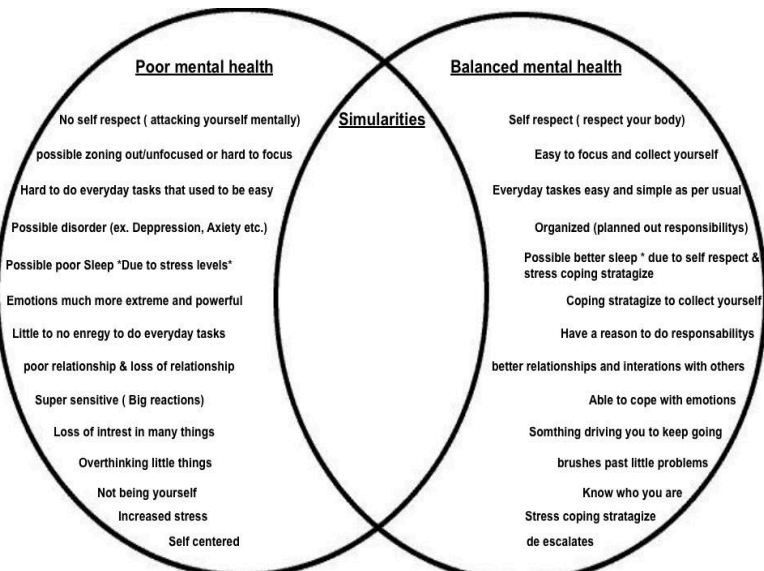 Poor mental health
No self respect ( attacking yourself mentally)
possible zoning out/unfocused or hard to focus
Hard to do everyday tasks that used to be easy
Possible disorder (ex. Deppression, Axiety etc.)
Possible poor Sleep *Due to stress levels*
Emotions much more extreme and powerful
Little to no enregy to do everyday tasks
poor relationship & loss of relationship
Super sensitive ( Big reactions)
Loss of intrest in many things
Overthinking little things
Not being yourself
Increased stress
Self centered
Simularities
Balanced mental health
Self respect ( respect your body)
Easy to focus and collect yourself
Everyday taskes easy and simple as per usual
Organized (planned out responsibilitys)
Possible better sleep * due to self respect &
stress coping stratagize
Coping stratagize to collect yourself
Have a reason to do responsabilitys
better relationships and interations with others
Able to cope with emotions
Somthing driving you to keep going
brushes past little problems
Know who you are
Stress coping stratagize
de escalates